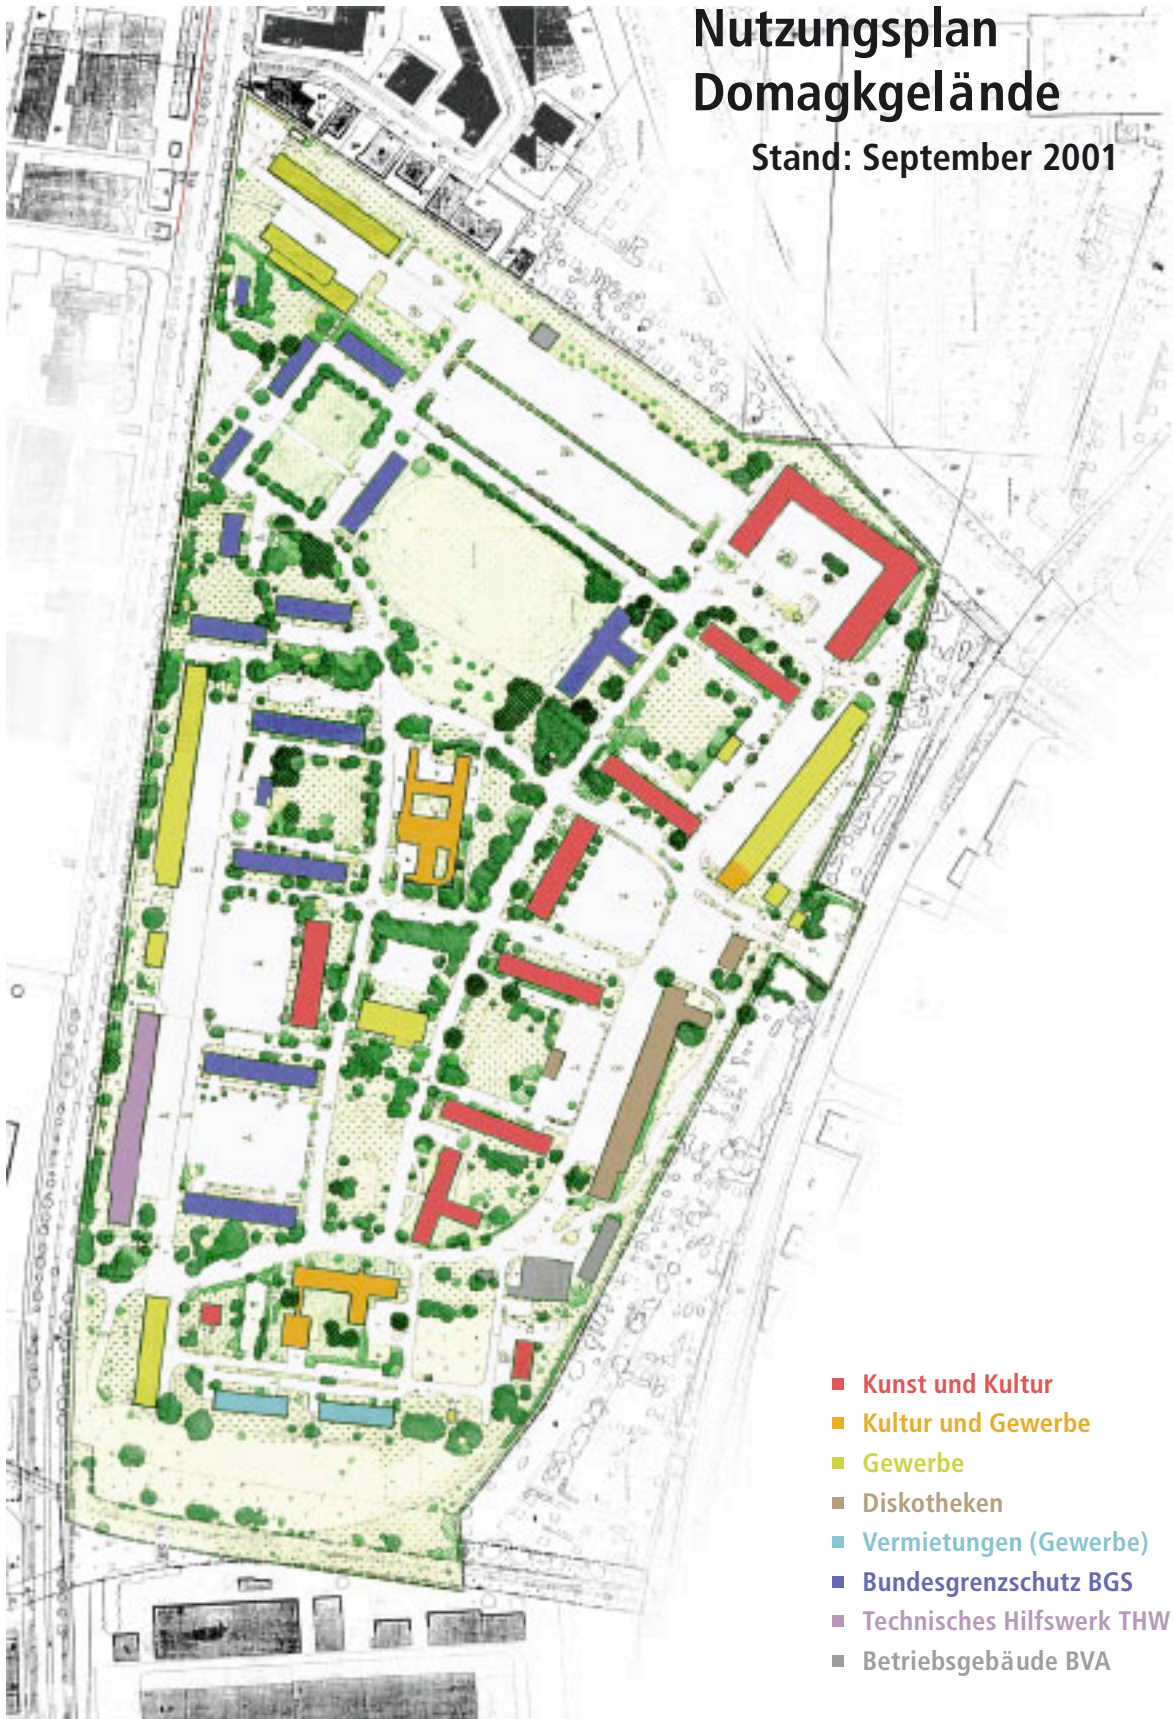 Nutzungsplan
Domagkgelände
Stand: September 2001
Kunst und Kultur
Kultur und Gewerbe
Gewerbe
Diskotheken
Vermietungen (Gewerbe)
Bundesgrenzschutz BGS
Technisches Hilfswerk THW
Betriebsgebäude BVA